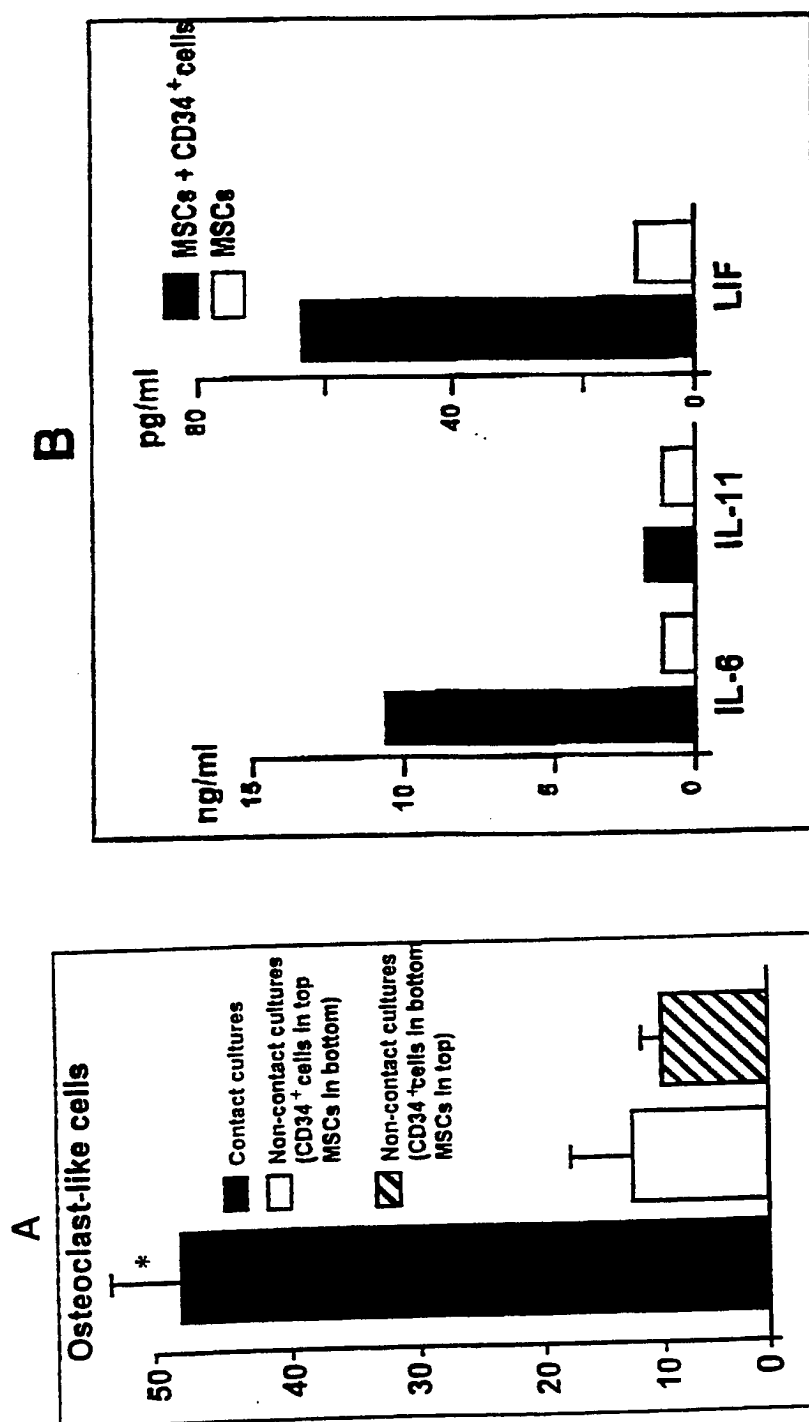 A
Osteoclast-like cells
50
40
30
20
10
0
*
Contact cultures
Non-contact cultures
(CD34 + cells in top
MSCs in bottom)
Non-contact cultures
(CD34 +cells in bottom
MSCs in top)
B
ng/ml
15
10
5
0
IL-6
IL-11
pg/ml
80
40
0
LIF
MSCs + CD34 + cells
MSCs